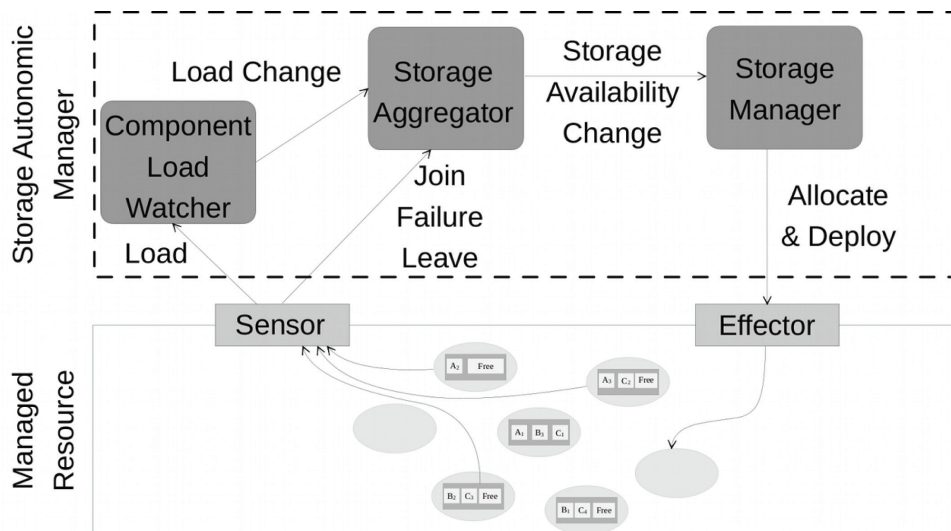 Storage Autonomic
Manager
Load Change
Component
Load
Watcher
Load
Storage
Aggregator
Join
Failure
Leave
Storage
Availability
Change
Storage
Manager
Allocate
& Deploy
Sensor
Effector
Managed
Resource
A₂ Free
A₃ C₂ Free
A₁ B₃ C₁
B₂ C₃ Free
B₁ C₄ Free